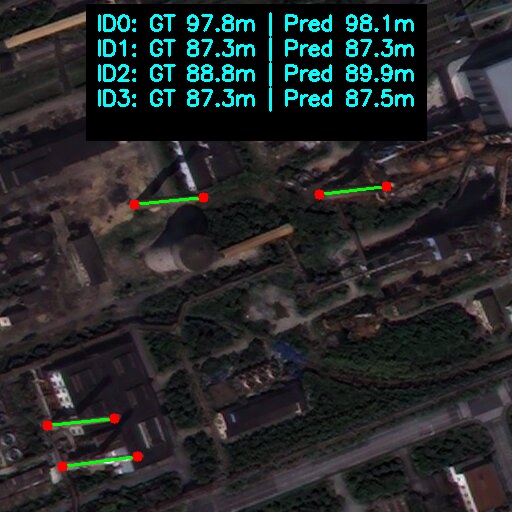 ID0: GT 97.8m | Pred 98.1m
ID1: GT 87.3m | Pred 87.3m
ID2: GT 88.8m | Pred 89.9m
ID3: GT 87.3m | Pred 87.5m